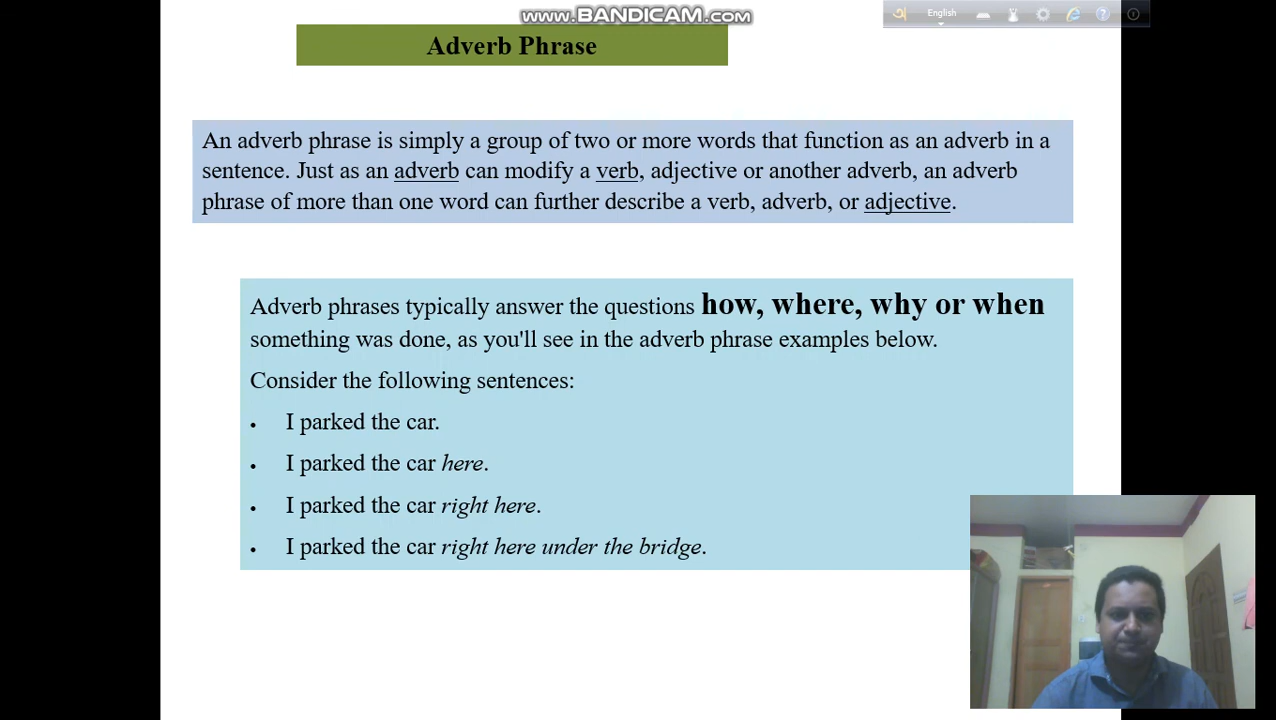 www.BANDICAM.com
English
Adverb Phrase
An adverb phrase is simply a group of two or more words that function as an adverb in a
sentence. Just as an adverb can modify a verb, adjective or another adverb, an adverb
phrase of more than one word can further describe a verb, adverb, or adjective.
Adverb phrases typically answer the questions how, where, why or when
something was done, as you'll see in the adverb phrase examples below.
Consider the following sentences:
• I parked the car.
• I parked the car here.
• I parked the car right here.
• I parked the car right here under the bridge.